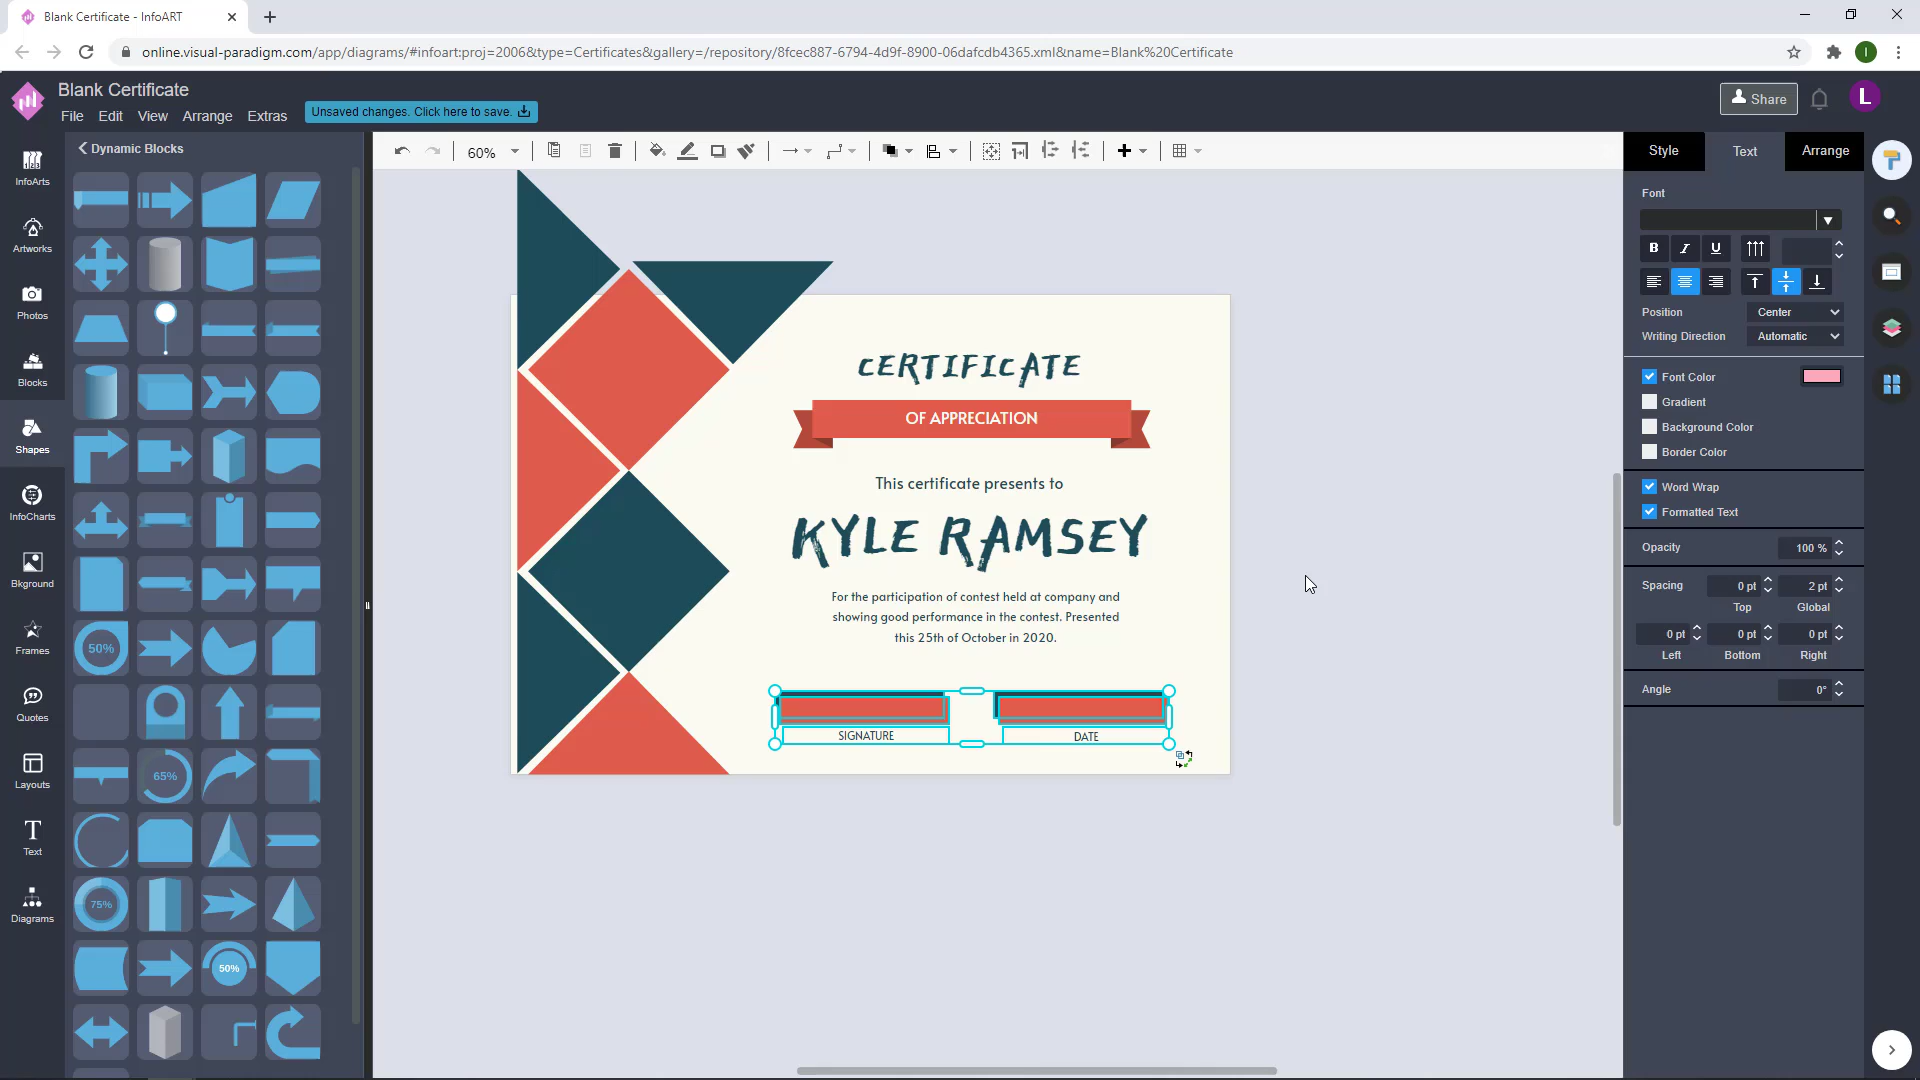 Blank Certificate - InfoART
online.visual-paradigm.com/app/diagrams/#infoart:proj=2006&type=Certificates&gallery=/repository/8fcec887-6794-4d9f-8900-06dafcdb4365.xml&name=Blank%20Certificate
I
Blank Certificate
File Edit View Arrange Extras
Unsaved changes. Click here to save.
Share
L
InfoArts
Artworks
Photos
Blocks
Shapes
InfoCharts
Bkground
Frames
Quotes
Layouts
Text
Diagrams
Dynamic Blocks
50%
65%
75%
50%
60%
CERTIFICATE
OF APPRECIATION
This certificate presents to
KYLE RAMSEY
For the participation of contest held at company and
showing good performance in the contest. Presented
this 25th of October in 2020.
SIGNATURE
DATE
Style Text Arrange
Font
B I U
Position Center
Writing Direction Automatic
Font Color
Gradient
Background Color
Border Color
Word Wrap
Formatted Text
Opacity 100 %
Spacing 0 pt 2 pt
Top Global
0 pt 0 pt 0 pt
Left Bottom Right
Angle 0°